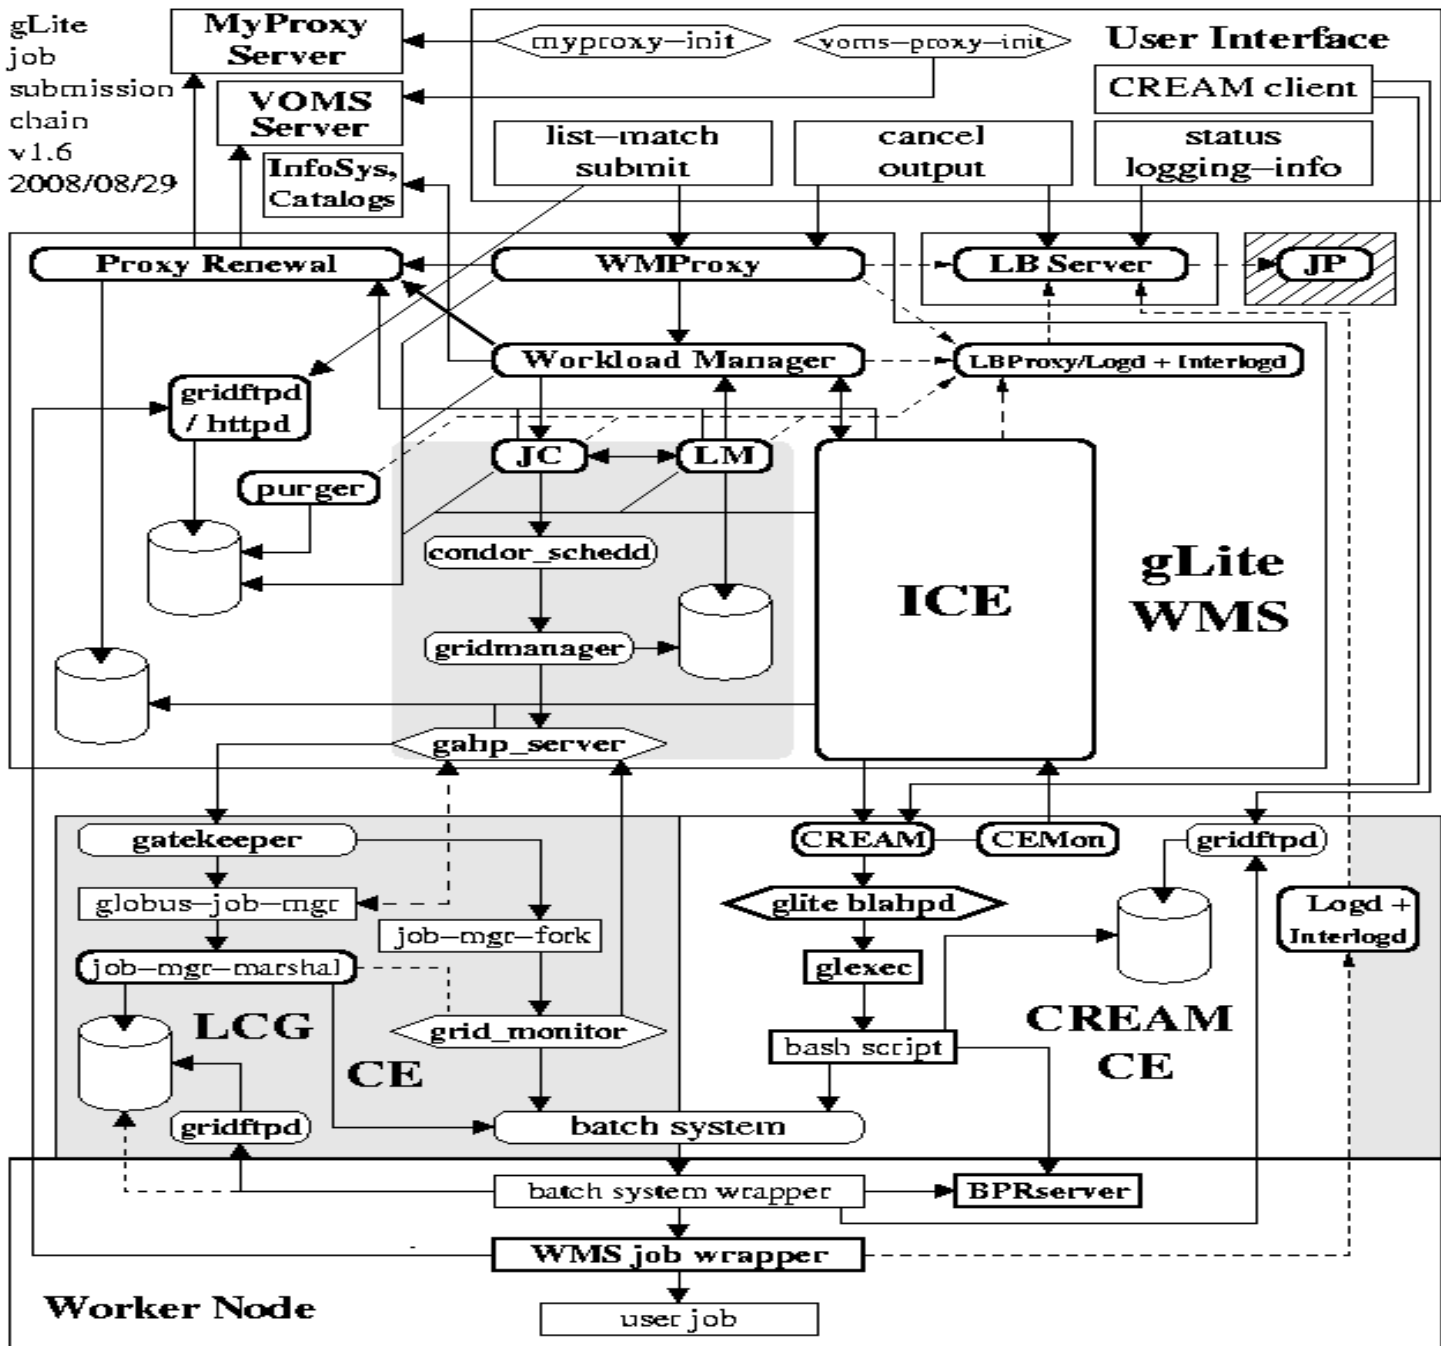 gLite
job
submission
chain
v1.6
2008/08/29
MyProxy
Server
myproxy-init
voms-proxy-init
User Interface
CREAM client
VOMS
Server
list-match
submit
cancel
output
status
logging-info
InfoSys,
Catalogs
Proxy Renewal
WMProxy
LB Server
JP
Workload Manager
LBProxy/Logd + Interlogd
gridftpd
/ httpd
JC
LM
purger
condor_schedd
ICE
gLite
WMS
gridmanager
gahp_server
gatekeeper
CREAM
CEMon
gridftpd
globus-job-mgr
glite blahpd
Logd +
Interlogd
job-mgr-fork
job-mgr-marshal
glexec
LCG
CE
grid_monitor
bash script
CREAM
CE
gridftpd
batch system
batch system wrapper
BPRserver
WMS job wrapper
Worker Node
user job